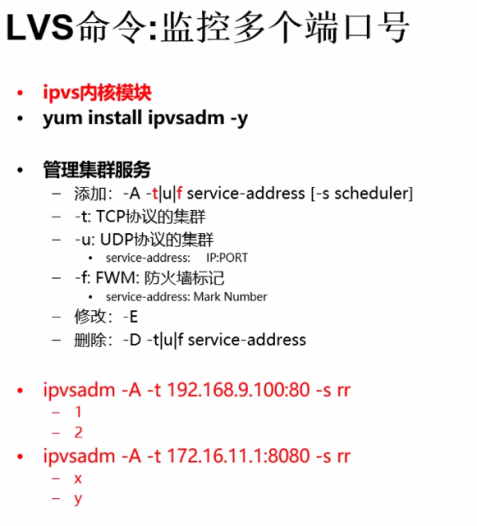 LVS命令:监控多个端口号
• ipvs内核模块
• yum install ipvsadm -y
• 管理集群服务
– 添加：-A -t|u|f service-address [-s scheduler]
– -t: TCP协议的集群
– -u: UDP协议的集群
• service-address: IP:PORT
– -f: FWM: 防火墙标记
• service-address: Mark Number
– 修改：-E
– 删除：-D -t|u|f service-address
• ipvsadm -A -t 192.168.9.100:80 -s rr
– 1
– 2
• ipvsadm -A -t 172.16.11.1:8080 -s rr
– x
– y